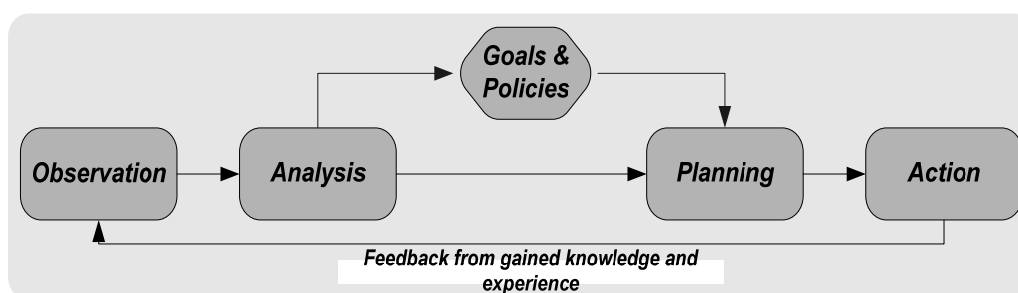 Goals &
Policies
Observation
Analysis
Planning
Action
Feedback from gained knowledge and
experience